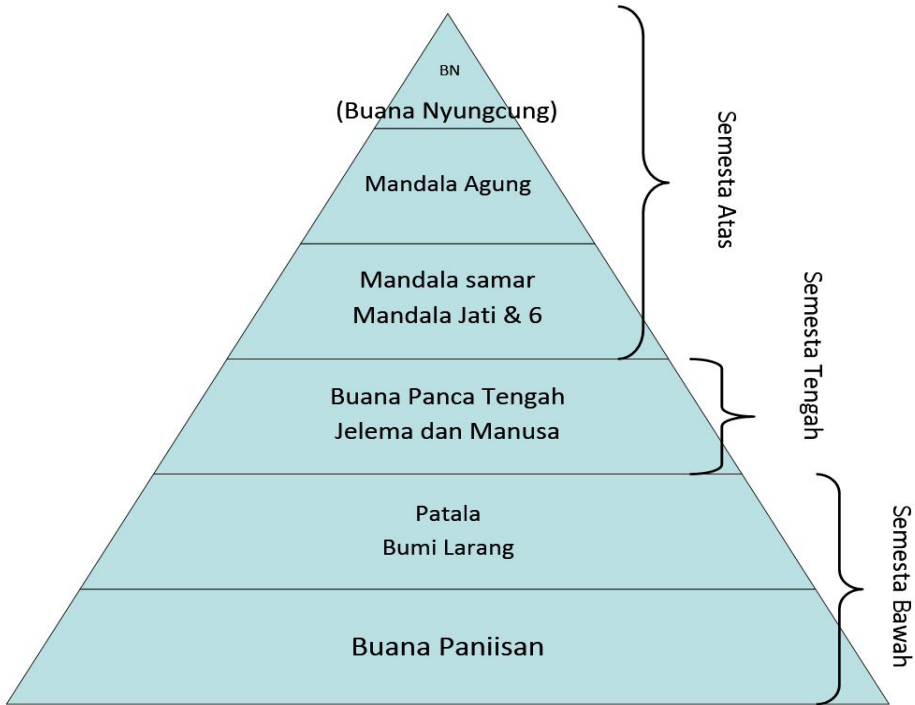 BN
(Buana Nyungcung)
Mandala Agung
Mandala samar
Mandala Jati & 6
Buana Panca Tengah
Jelema dan Manusa
Patala
Bumi Larang
Buana Paniisan
Semesta Atas
Semesta Tengah
Semesta Bawah